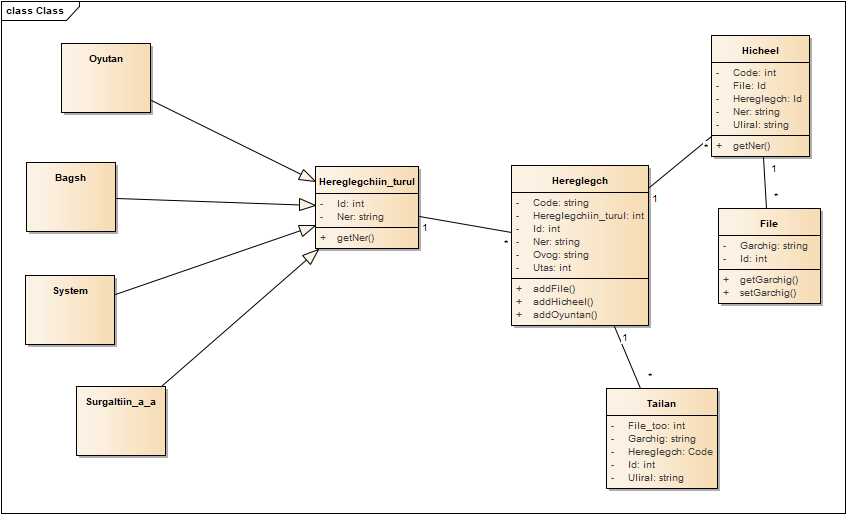 class Class
Oyutan
Bagsh
System
Surgaltiin_a_a
Hereglegchiin_turul
- Id: int
- Ner: string
+ getNer()
1
*
Hereglegch
- Code: string
- Hereglegchiin_turul: int
- Id: int
- Ner: string
- Ovog: string
- Utas: int
+ addFile()
+ addHicheel()
+ addOyuntan()
1
*
Hicheel
- Code: int
- File: Id
- Hereglegch: Id
- Ner: string
- Uliral: string
+ getNer()
1
*
File
- Garchig: string
- Id: int
+ getGarchig()
+ setGarchig()
1
*
Tailan
- File_too: int
- Garchig: string
- Hereglegch: Code
- Id: int
- Uliral: string